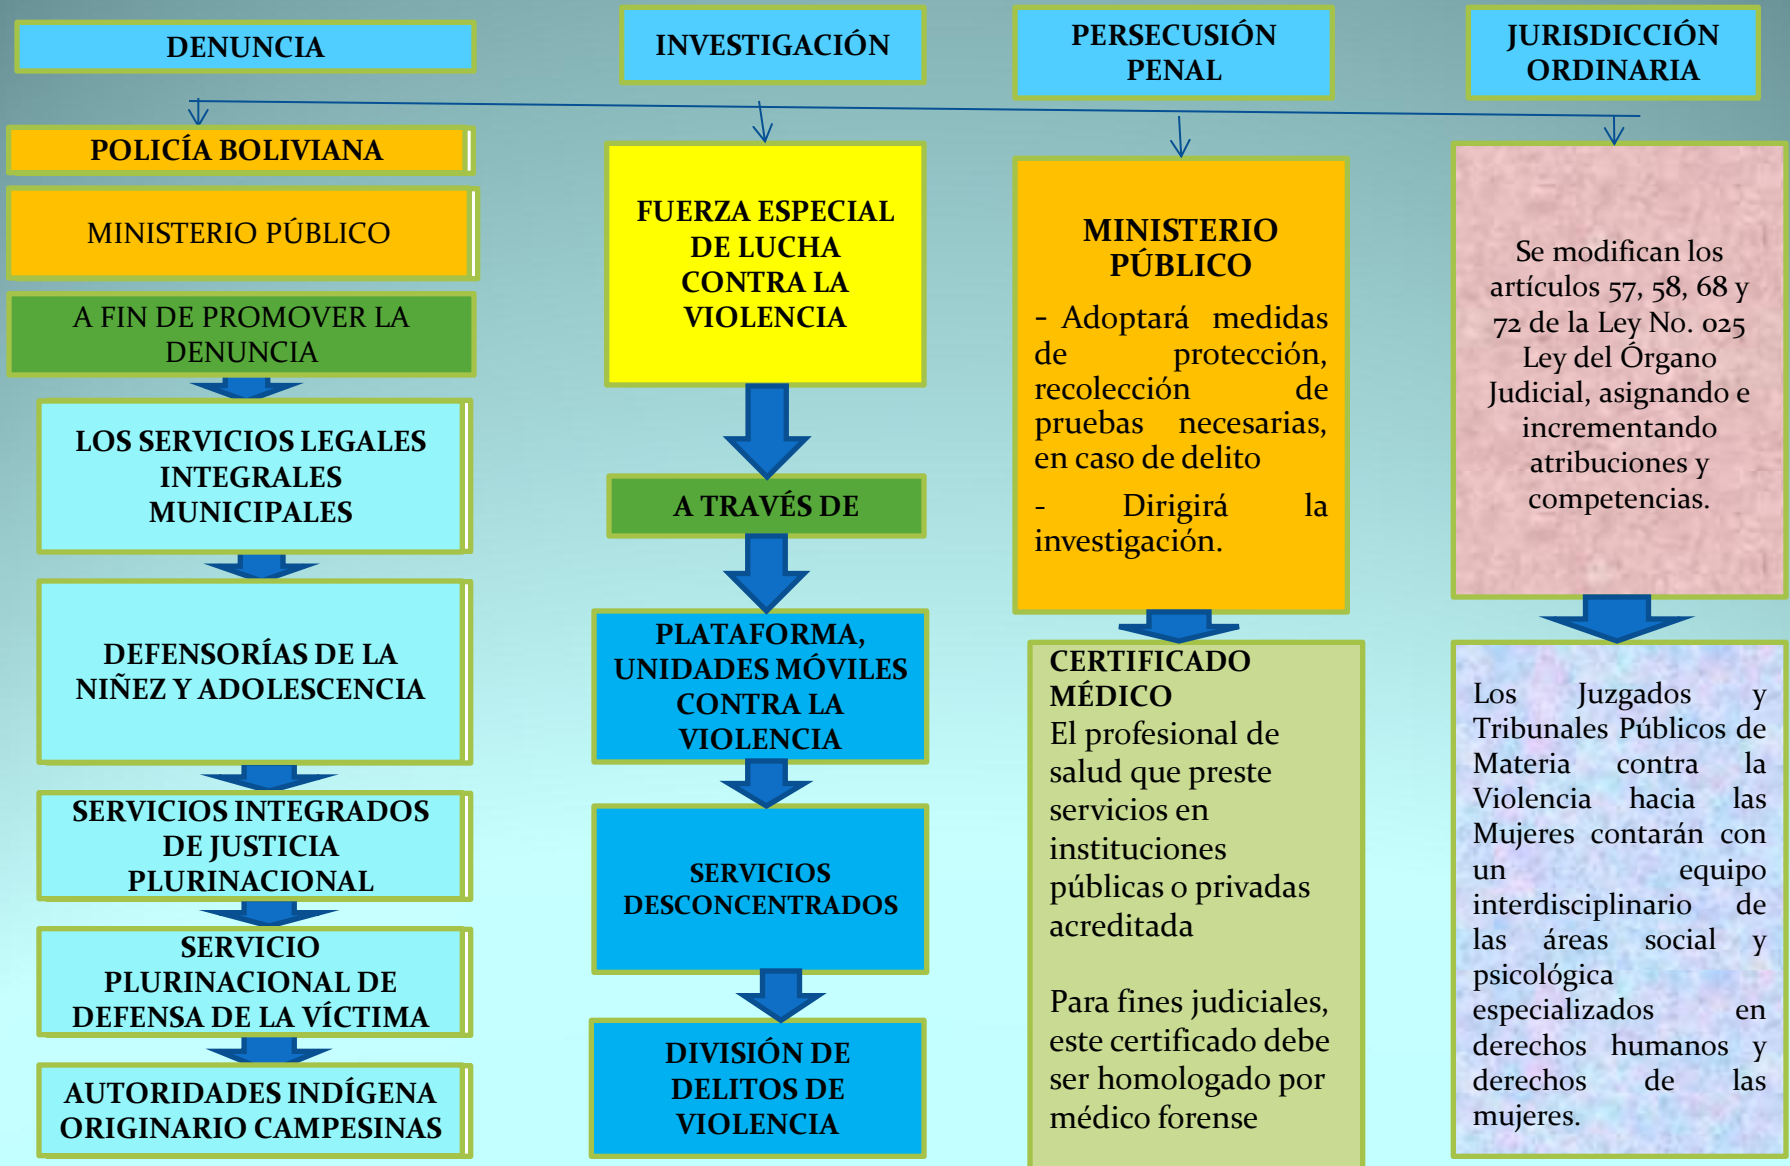 DENUNCIA
POLICÍA BOLIVIANA
MINISTERIO PÚBLICO
A FIN DE PROMOVER LA
DENUNCIA
LOS SERVICIOS LEGALES
INTEGRALES
MUNICIPALES
DEFENSORÍAS DE LA
NIÑEZ Y ADOLESCENCIA
SERVICIOS INTEGRADOS
DE JUSTICIA
PLURINACIONAL
SERVICIO
PLURINACIONAL DE
DEFENSA DE LA VÍCTIMA
AUTORIDADES INDÍGENA
ORIGINARIO CAMPESINAS
INVESTIGACIÓN
FUERZA ESPECIAL
DE LUCHA
CONTRA LA
VIOLENCIA
A TRAVÉS DE
PLATAFORMA,
UNIDADES MÓVILES
CONTRA LA
VIOLENCIA
SERVICIOS
DESCONCENTRADOS
DIVISIÓN DE
DELITOS DE
VIOLENCIA
PERSECUSIÓN
PENAL
MINISTERIO
PÚBLICO
- Adoptará medidas
de protección,
recolección de
pruebas necesarias,
en caso de delito
- Dirigirá la
investigación.
CERTIFICADO
MÉDICO
El profesional de
salud que preste
servicios en
instituciones
públicas o privadas
acreditada
Para fines judiciales,
este certificado debe
ser homologado por
médico forense
JURISDICCIÓN
ORDINARIA
Se modifican los
artículos 57, 58, 68 y
72 de la Ley No. 025
Ley del Órgano
Judicial, asignando e
incrementando
atribuciones y
competencias.
Los Juzgados y
Tribunales Públicos de
Materia contra la
Violencia hacia las
Mujeres contarán con
un equipo
interdisciplinario de
las áreas social y
psicológica
especializados en
derechos humanos y
derechos de las
mujeres.